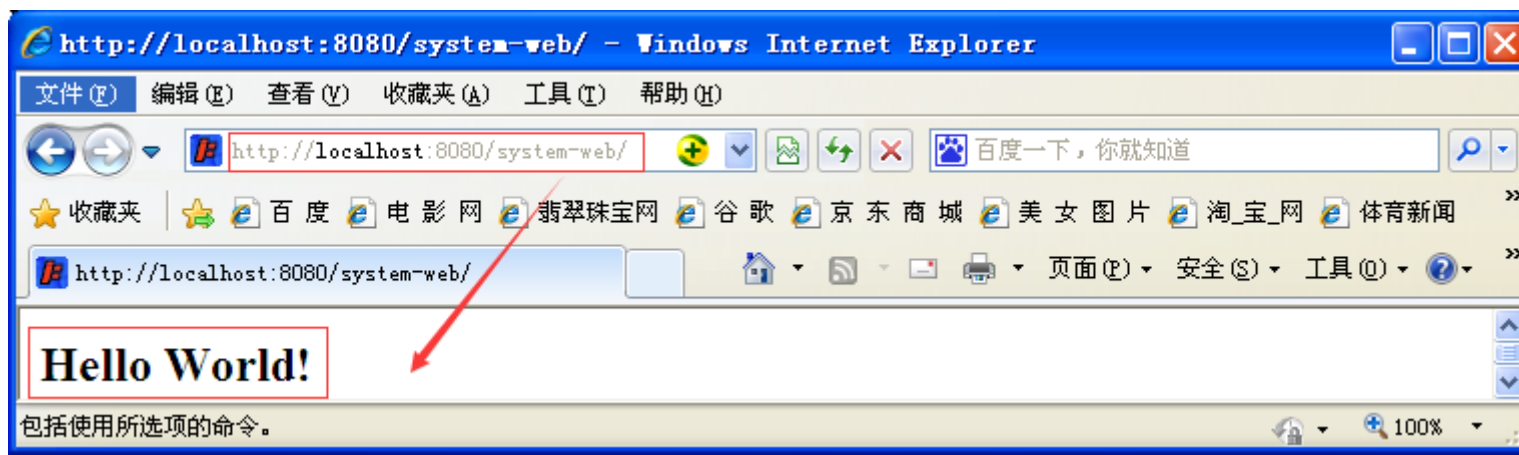 http://localhost:8080/system-web/ - Windows Internet Explorer
文件(F) 编辑(E) 查看(V) 收藏夹(A) 工具(T) 帮助(H)
http://localhost:8080/system-web/ 百度一下，你就知道
收藏夹 百度 电影网 翡翠珠宝网 谷歌 京东商城 美女图片 淘_宝_网 体育新闻 »
http://localhost:8080/system-web/ 页面(P) 安全(S) 工具(O) »
Hello World!
包括使用所选项的命令。 100%